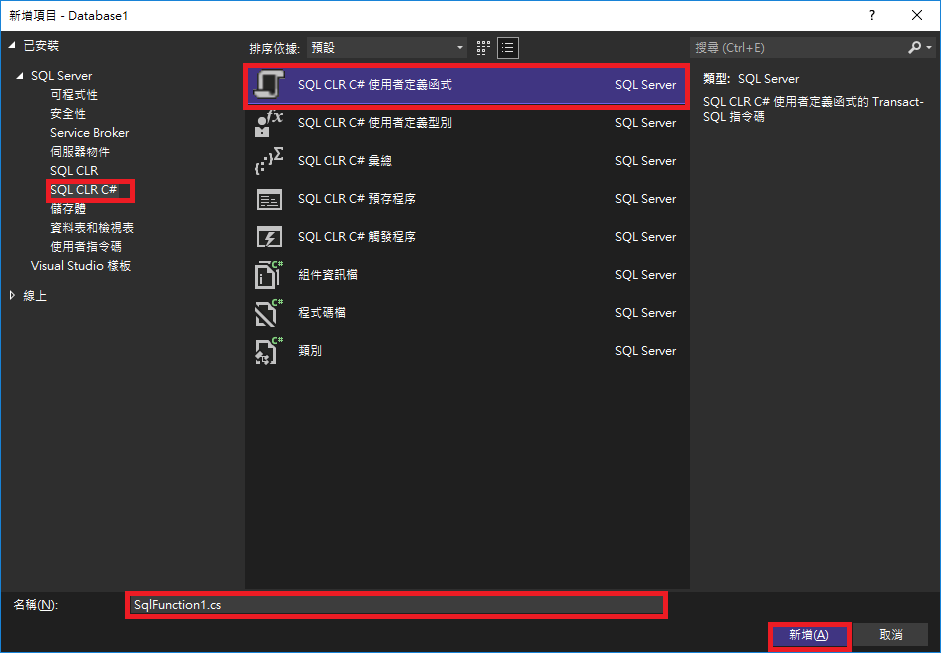 新增項目 - Database1
? 
已安裝
SQL Server
可程式性
安全性
Service Broker
伺服器物件
SQL CLR
SQL CLR C#
儲存體
資料表和檢視表
使用者指令碼
Visual Studio 樣板
線上
排序依據: 預設
SQL CLR C# 使用者定義函式 SQL Server
SQL CLR C# 使用者定義型別 SQL Server
SQL CLR C# 彙總 SQL Server
SQL CLR C# 預存程序 SQL Server
SQL CLR C# 觸發程序 SQL Server
C# 組件資訊檔 SQL Server
C# 程式碼檔 SQL Server
C# 類別 SQL Server
搜尋 (Ctrl+E)
類型: SQL Server
SQL CLR C# 使用者定義函式的 Transact-
SQL 指令碼
名稱(N): SqlFunction1.cs
新增(A) 取消